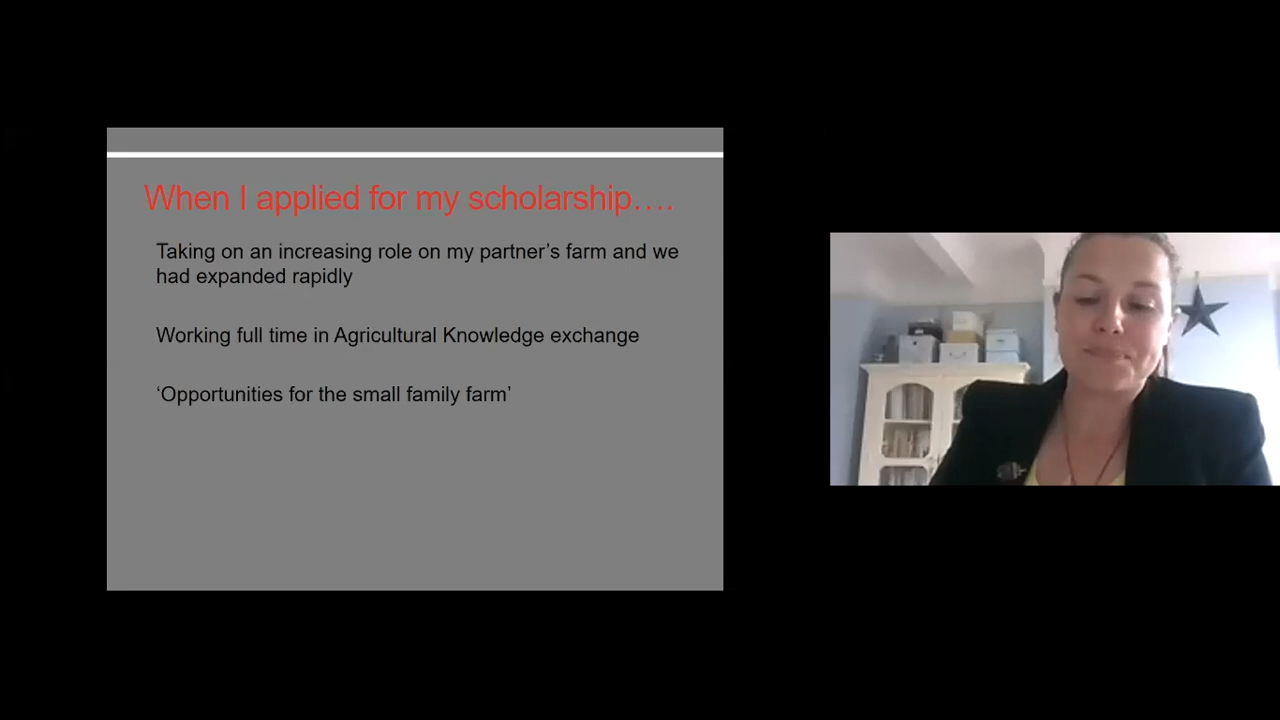 When I applied for my scholarship….
Taking on an increasing role on my partner’s farm and we
had expanded rapidly
Working full time in Agricultural Knowledge exchange
‘Opportunities for the small family farm’